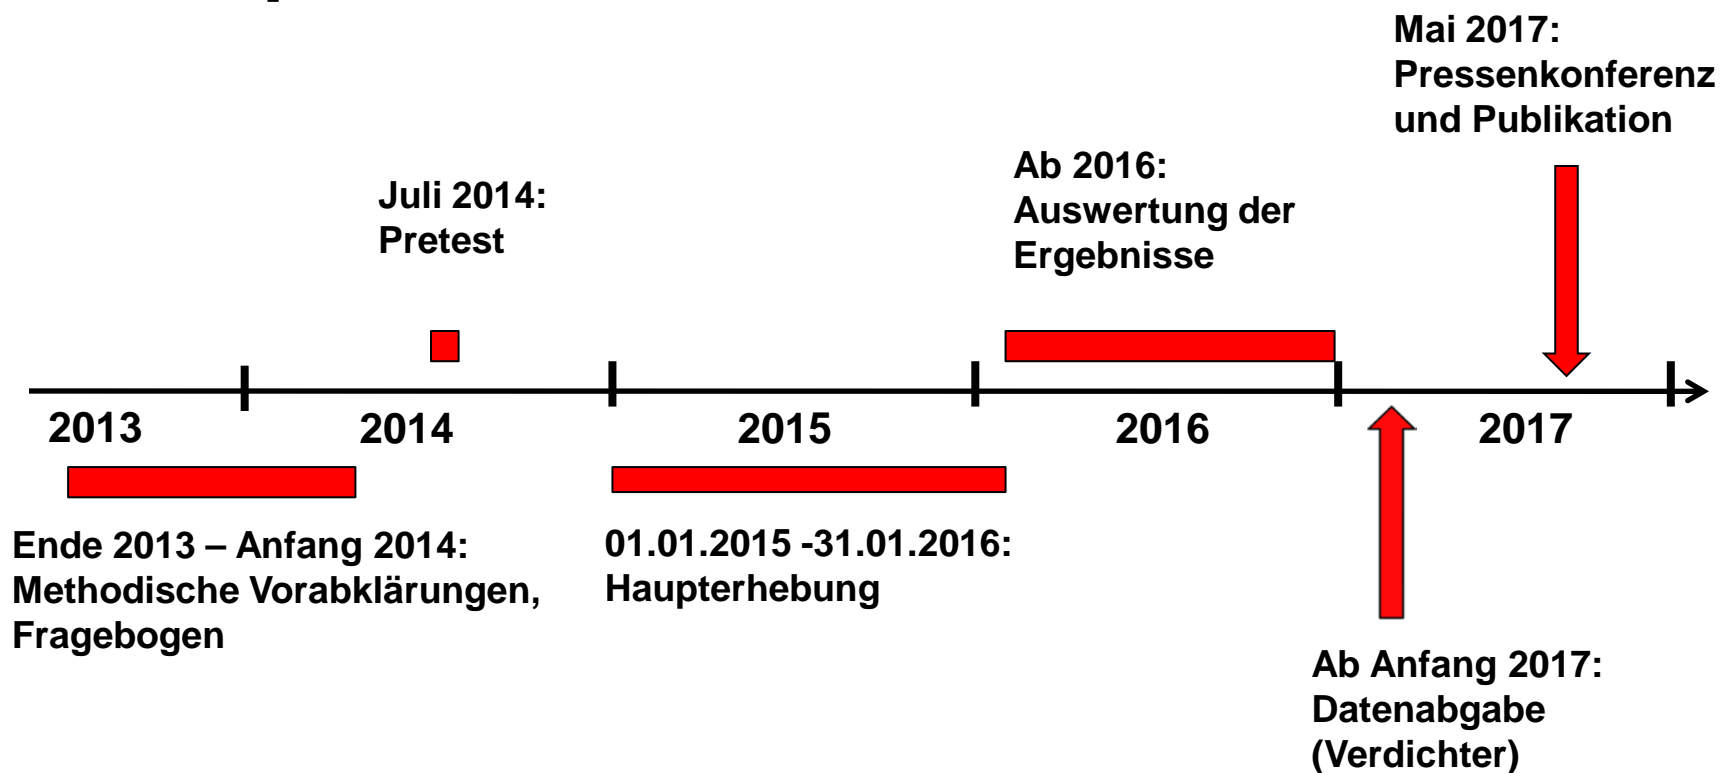 Mai 2017:
Pressenkonferenz
und Publikation
Ab 2016:
Auswertung der
Ergebnisse
Juli 2014:
Pretest
2013
2014
2015
2016
2017
Ende 2013 – Anfang 2014:
Methodische Vorabklärungen,
Fragebogen
01.01.2015 -31.01.2016:
Haupterhebung
Ab Anfang 2017:
Datenabgabe
(Verdichter)